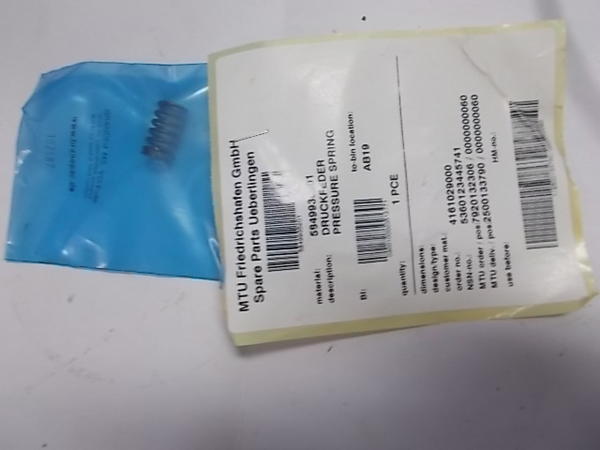 MTU Friedrichshafen GmbH
Spare Parts Ueberlingen
material:
description: DRUCKFEDER
PRESSURE SPRING
BI: to-bin location:
AB19
quantity: 1 PCE
dimensions:
design type:
customer mat.:
order no.: 4161029000
NSN-no.: 5360123445741
MTU order / pos: 7920132306 / 0000000060
MTU deliv. / pos: 2500133790 / 0000000060
use before: HM-no.: